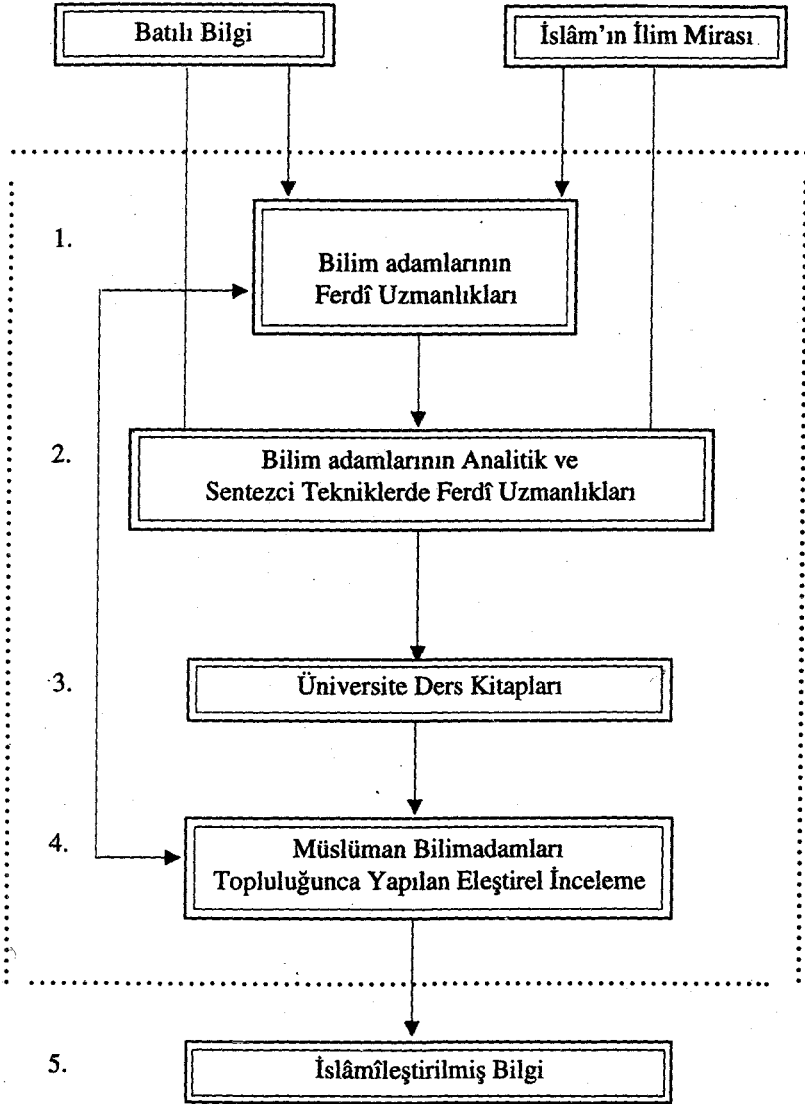 Batılı Bilgi
İslâm'ın İlim Mirası
1.
Bilim adamlarının
Ferdî Uzmanlıkları
2.
Bilim adamlarının Analitik ve
Sentezci Tekniklerde Ferdî Uzmanlıkları
3.
Üniversite Ders Kitapları
4.
Müslüman Bilimadamları
Topluluğunca Yapılan Eleştirel İnceleme
5.
İslâmîleştirilmiş Bilgi